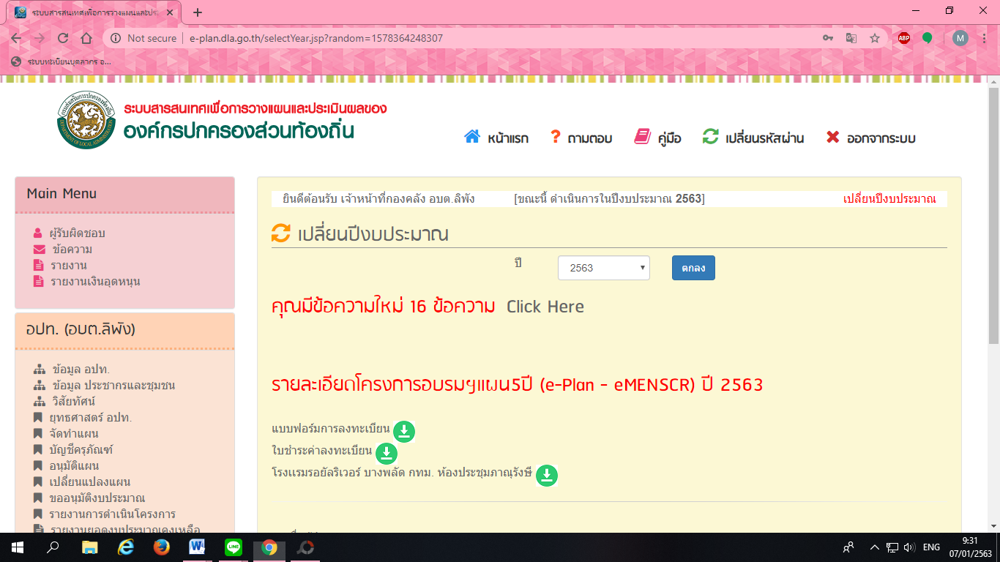 ระบบสารสนเทศเพื่อการวางแผนและประ
Not secure | e-plan.dla.go.th/selectYear.jsp?random=1578364248307
ABP
M
ระบบทะเบียนบุคลากร อ...
ระบบสารสนเทศเพื่อการวางแผนและประเมินผลของ
องค์กรปกครองส่วนท้องถิ่น
หน้าแรก ถามตอบ คู่มือ เปลี่ยนรหัสผ่าน ออกจากระบบ
Main Menu
ผู้รับผิดชอบ
ข้อความ
รายงาน
รายงานเงินอุดหนุน
อปท. (อบต.ลิพัง)
ข้อมูล อปท.
ข้อมูล ประชากรและชุมชน
วิสัยทัศน์
ยุทธศาสตร์ อปท.
จัดทำแผน
บัญชีครุภัณฑ์
อนุมัติแผน
เปลี่ยนแปลงแผน
ขออนุมัติงบประมาณ
รายงานการดำเนินโครงการ
รายงานยอดงบประมาณคงเหลือ
ยินดีต้อนรับ เจ้าหน้าที่กองคลัง อบต.ลิพัง [ขณะนี้ ดำเนินการในปีงบประมาณ 2563] เปลี่ยนปีงบประมาณ
เปลี่ยนปีงบประมาณ
ปี 2563 ตกลง
คุณมีข้อความใหม่ 16 ข้อความ Click Here
รายละเอียดโครงการอบรมฯแผน5ปี (e-Plan - eMENSCR) ปี 2563
แบบฟอร์มการลงทะเบียน
ใบชำระค่าลงทะเบียน
โรงแรมรอยัลริเวอร์ บางพลัด กทม. ห้องประชุมภาณุรังษี
ENG
9:31
07/01/2563